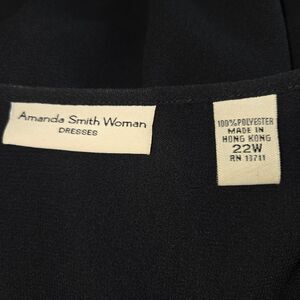 Amanda Smith Woman
DRESSES
100% POLYESTER
MADE IN
HONG KONG
22W
RN 13711